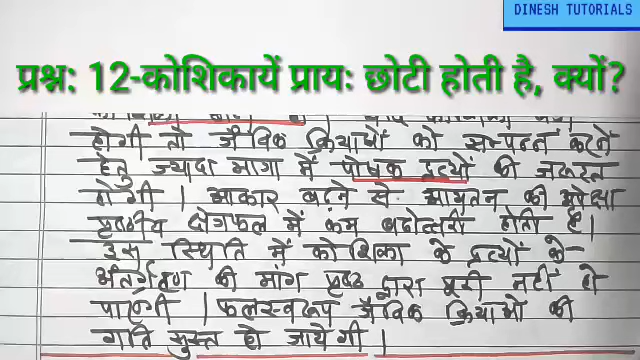 DINESH TUTORIALS
प्रश्न: 12-कोशिकायें प्रायः छोटी होती है, क्यों?
होगी तो जैविक क्रियाओं को सम्पन्न करने
हेतु ज्यादा मात्रा में पोषक द्रव्यों की जरूरत
होगी। आकार बढ़ने से आयतन की अपेक्षा
पृष्ठीय क्षेत्रफल में कम बढोत्तरी होती है।
इस स्थिति में कोशिका के द्रव्यों के-
अंतर्ग्रहण की मांग पृष्ठ द्वारा पूरी नहीं हो
पाएगी। फलस्वरूप जैविक क्रियाओं की
गति सुस्त हो जायेगी।